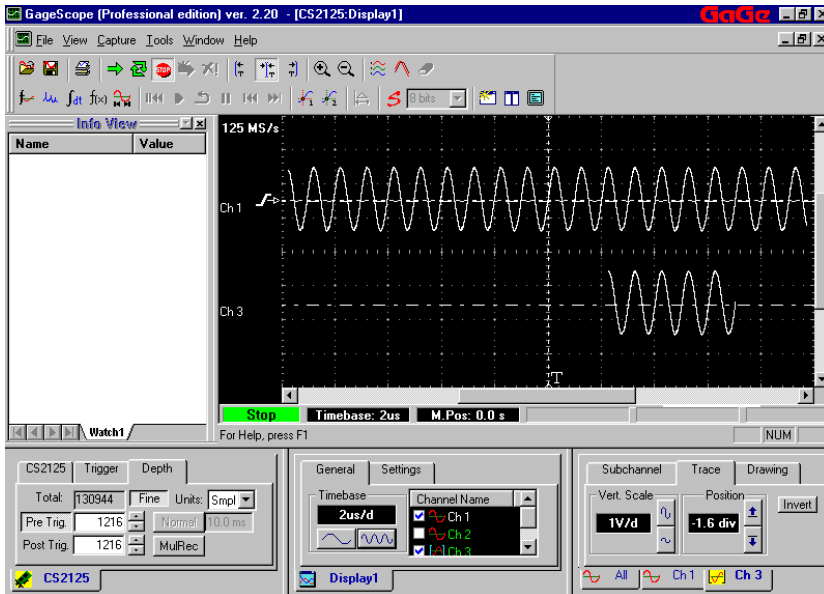 GageScope (Professional edition) ver. 2.20 - [CS2125:Display1]
GaGe
File View Capture Tools Window Help
∫dt f(x)
1 2
S 8 bits
Info View
Name Value
125 MS/s
Ch 1
Ch 3
T
Stop Timebase: 2us M.Pos: 0.0 s
Watch1
For Help, press F1
NUM
CS2125 Trigger Depth
Total: 130944 Fine Units: Smpl
Pre Trig. 1216 Normal 10.0 ms
Post Trig. 1216 MulRec
CS2125
General Settings
Timebase
2us/d
Channel Name
Ch 1
Ch 2
Ch 3
Display1
Subchannel Trace Drawing
Vert. Scale Position
1V/d -1.6 div
Invert
All Ch 1 Ch 3